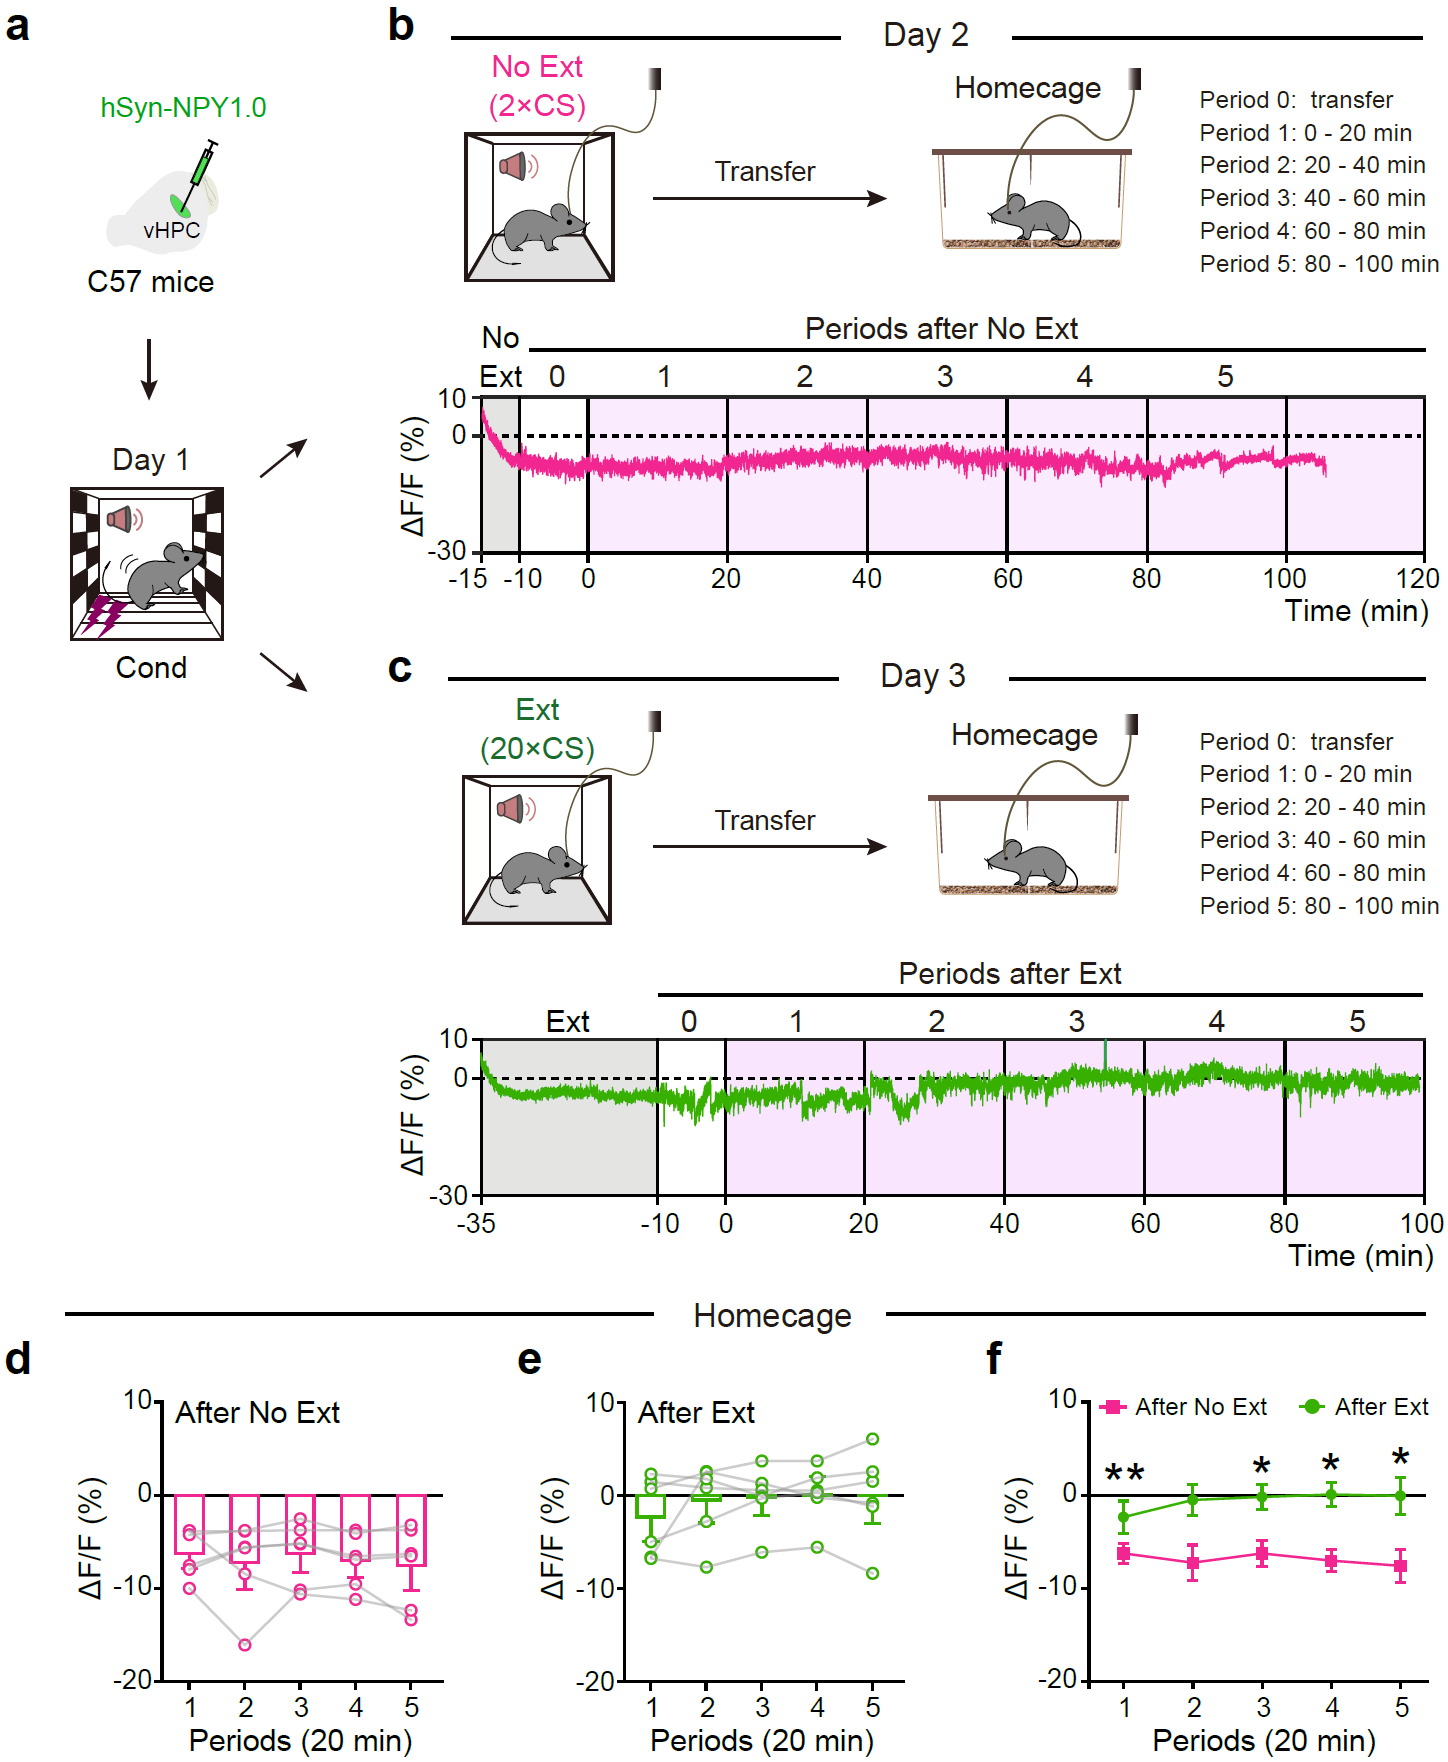 a
hSyn-NPY1.0
vHPC
C57 mice
Day 1
Cond
b
Day 2
No Ext
(2×CS)
Transfer
Homecage
Period 0: transfer
Period 1: 0 - 20 min
Period 2: 20 - 40 min
Period 3: 40 - 60 min
Period 4: 60 - 80 min
Period 5: 80 - 100 min
No
Ext
Periods after No Ext
0 1 2 3 4 5
10
0
-30
ΔF/F (%)
-15 -10 0 20 40 60 80 100 120
Time (min)
c
Day 3
Ext
(20×CS)
Transfer
Homecage
Period 0: transfer
Period 1: 0 - 20 min
Period 2: 20 - 40 min
Period 3: 40 - 60 min
Period 4: 60 - 80 min
Period 5: 80 - 100 min
Periods after Ext
Ext 0 1 2 3 4 5
10
0
-30
ΔF/F (%)
-35 -10 0 20 40 60 80 100
Time (min)
Homecage
d
After No Ext
10
0
-10
-20
ΔF/F (%)
1 2 3 4 5
Periods (20 min)
e
After Ext
10
0
-10
-20
ΔF/F (%)
1 2 3 4 5
Periods (20 min)
f
After No Ext After Ext
** * * *
10
0
-10
-20
ΔF/F (%)
1 2 3 4 5
Periods (20 min)